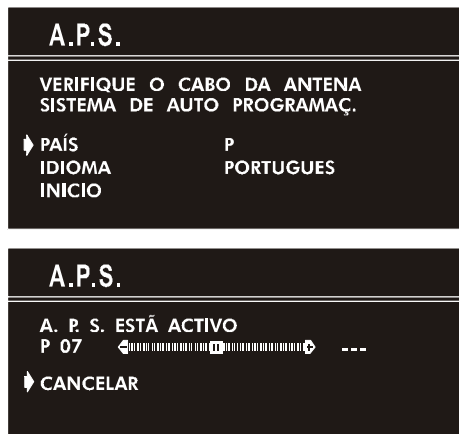 A.P.S.
VERIFIQUE O CABO DA ANTENA
SISTEMA DE AUTO PROGRAMAÇ.
PAÍS P
IDIOMA PORTUGUES
INICIO
A.P.S.
A. P. S. ESTÃ ACTIVO
P 07 ---
CANCELAR